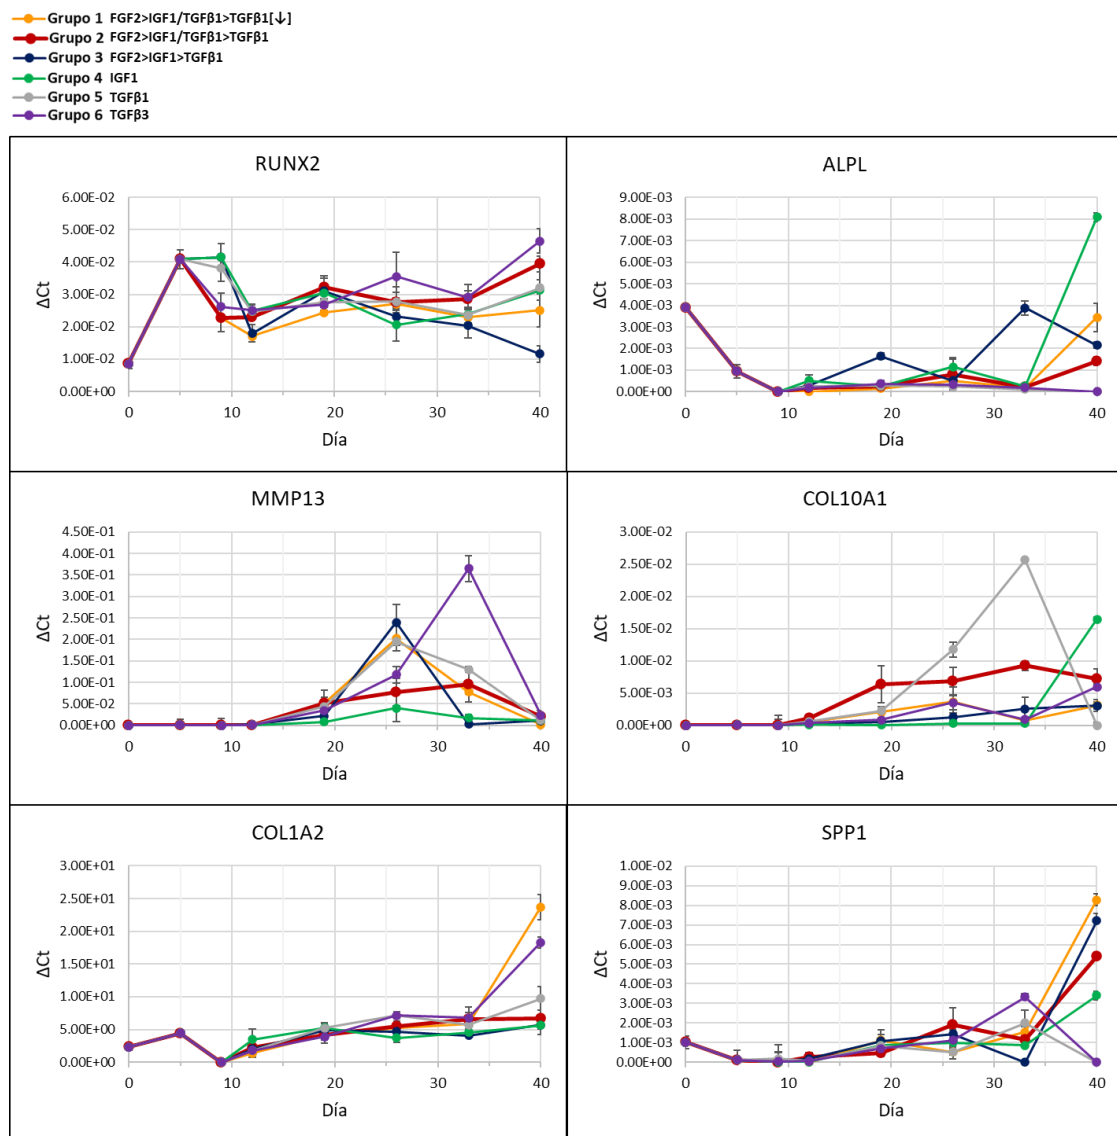 Grupo 1 FGF2>IGF1/TGFβ1>TGFβ1[↓]
Grupo 2 FGF2>IGF1/TGFβ1>TGFβ1
Grupo 3 FGF2>IGF1>TGFβ1
Grupo 4 IGF1
Grupo 5 TGFβ1
Grupo 6 TGFβ3
RUNX2
6.00E-02
5.00E-02
4.00E-02
3.00E-02
2.00E-02
1.00E-02
0.00E+00
ΔCt
0 10 20 30 40
Día
ALPL
9.00E-03
8.00E-03
7.00E-03
6.00E-03
5.00E-03
4.00E-03
3.00E-03
2.00E-03
1.00E-03
0.00E+00
ΔCt
0 10 20 30 40
Día
MMP13
4.50E-01
4.00E-01
3.50E-01
3.00E-01
2.50E-01
2.00E-01
1.50E-01
1.00E-01
5.00E-02
0.00E+00
ΔCt
0 10 20 30 40
Día
COL10A1
3.00E-02
2.50E-02
2.00E-02
1.50E-02
1.00E-02
5.00E-03
0.00E+00
ΔCt
0 10 20 30 40
Día
COL1A2
3.00E+01
2.50E+01
2.00E+01
1.50E+01
1.00E+01
5.00E+00
0.00E+00
ΔCt
0 10 20 30 40
Día
SPP1
1.00E-02
9.00E-03
8.00E-03
7.00E-03
6.00E-03
5.00E-03
4.00E-03
3.00E-03
2.00E-03
1.00E-03
0.00E+00
ΔCt
0 10 20 30 40
Día